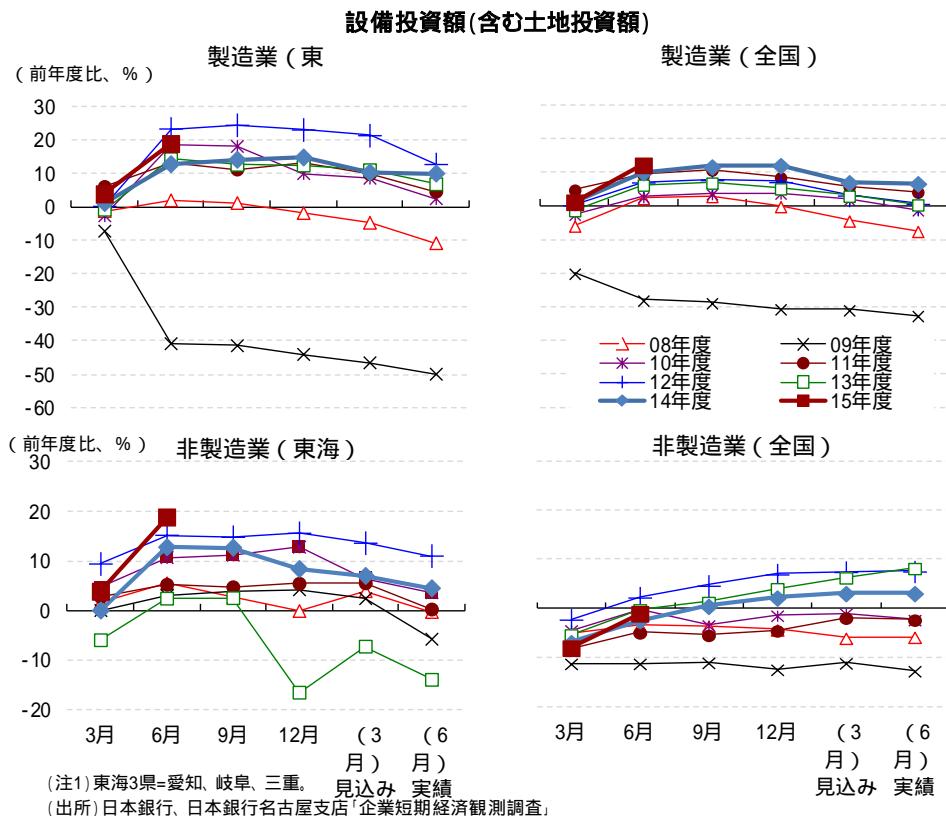 設備投資額(含む土地投資額)
製造業(東
製造業(全国)
(前年度比、%)
30
20
10
0
-10
-20
-30
-40
-50
-60
08年度
09年度
10年度
11年度
12年度
13年度
14年度
15年度
(前年度比、%)
非製造業(東海)
非製造業(全国)
30
20
10
0
-10
-20
3月
6月
9月
12月
(3月)見込み
(6月)実績
3月
6月
9月
12月
(3月)見込み
(6月)実績
(注1)東海3県=愛知、岐阜、三重。
(出所)日本銀行、日本銀行名古屋支店「企業短期経済観測調査」